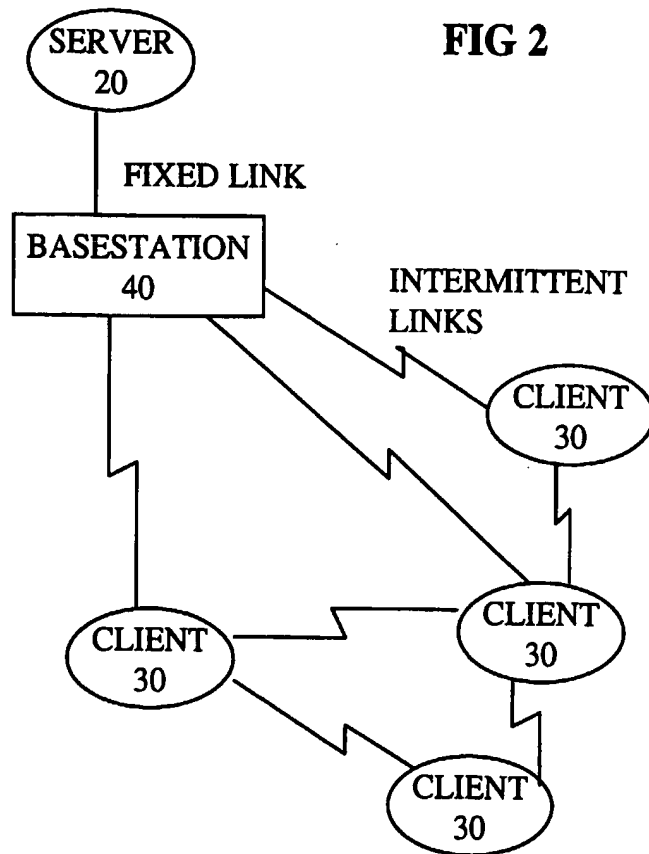 FIG 2
SERVER
20
FIXED LINK
BASESTATION
40
INTERMITTENT
LINKS
CLIENT
30
CLIENT
30
CLIENT
30
CLIENT
30